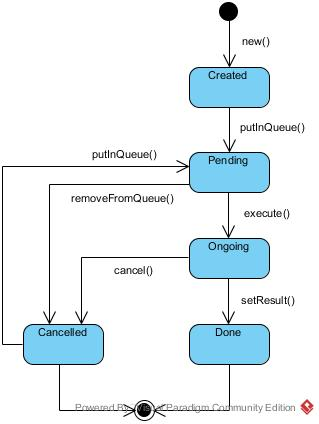 new()
Created
putInQueue()
putInQueue()
Pending
removeFromQueue()
execute()
Ongoing
cancel()
setResult()
Cancelled
Done
Powered By Visual Paradigm Community Edition